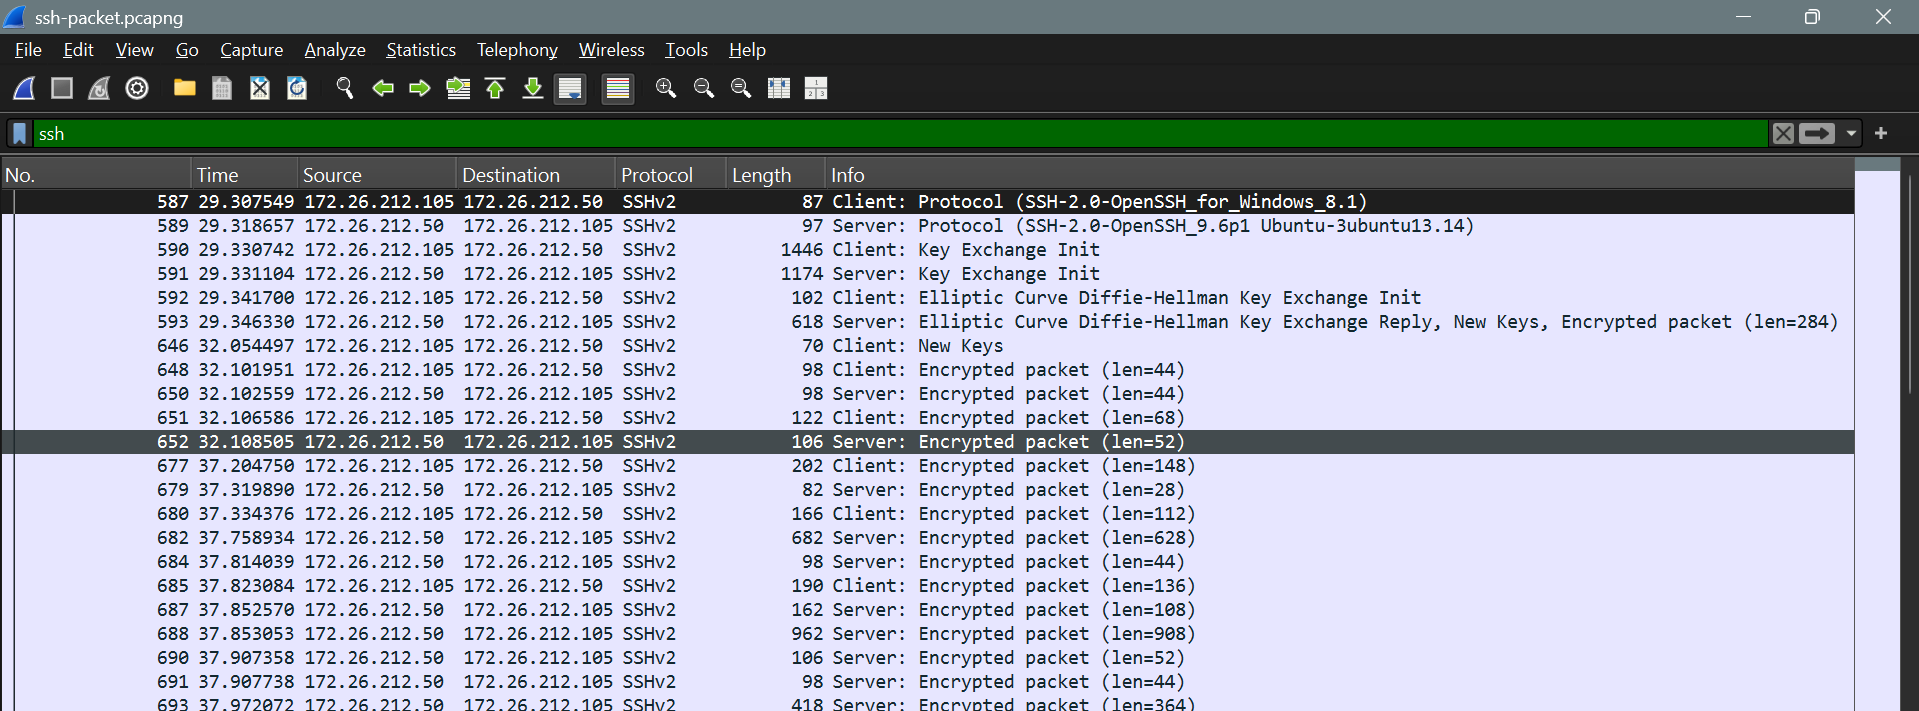 ssh-packet.pcapng
File Edit View Go Capture Analyze Statistics Telephony Wireless Tools Help
ssh
No. Time Source Destination Protocol Length Info
587 29.307549 172.26.212.105 172.26.212.50 SSHv2 87 Client: Protocol (SSH-2.0-OpenSSH_for_Windows_8.1)
589 29.318657 172.26.212.50 172.26.212.105 SSHv2 97 Server: Protocol (SSH-2.0-OpenSSH_9.6p1 Ubuntu-3ubuntu13.14)
590 29.330742 172.26.212.105 172.26.212.50 SSHv2 1446 Client: Key Exchange Init
591 29.331104 172.26.212.50 172.26.212.105 SSHv2 1174 Server: Key Exchange Init
592 29.341700 172.26.212.105 172.26.212.50 SSHv2 102 Client: Elliptic Curve Diffie-Hellman Key Exchange Init
593 29.346330 172.26.212.50 172.26.212.105 SSHv2 618 Server: Elliptic Curve Diffie-Hellman Key Exchange Reply, New Keys, Encrypted packet (len=284)
646 32.054497 172.26.212.105 172.26.212.50 SSHv2 70 Client: New Keys
648 32.101951 172.26.212.105 172.26.212.50 SSHv2 98 Client: Encrypted packet (len=44)
650 32.102559 172.26.212.50 172.26.212.105 SSHv2 98 Server: Encrypted packet (len=44)
651 32.106586 172.26.212.105 172.26.212.50 SSHv2 122 Client: Encrypted packet (len=68)
652 32.108505 172.26.212.50 172.26.212.105 SSHv2 106 Server: Encrypted packet (len=52)
677 37.204750 172.26.212.105 172.26.212.50 SSHv2 202 Client: Encrypted packet (len=148)
679 37.319890 172.26.212.50 172.26.212.105 SSHv2 82 Server: Encrypted packet (len=28)
680 37.334376 172.26.212.105 172.26.212.50 SSHv2 166 Client: Encrypted packet (len=112)
682 37.758934 172.26.212.50 172.26.212.105 SSHv2 682 Server: Encrypted packet (len=628)
684 37.814039 172.26.212.50 172.26.212.105 SSHv2 98 Server: Encrypted packet (len=44)
685 37.823084 172.26.212.105 172.26.212.50 SSHv2 190 Client: Encrypted packet (len=136)
687 37.852570 172.26.212.50 172.26.212.105 SSHv2 162 Server: Encrypted packet (len=108)
688 37.853053 172.26.212.50 172.26.212.105 SSHv2 962 Server: Encrypted packet (len=908)
690 37.907358 172.26.212.50 172.26.212.105 SSHv2 106 Server: Encrypted packet (len=52)
691 37.907738 172.26.212.50 172.26.212.105 SSHv2 98 Server: Encrypted packet (len=44)
693 37.972072 172.26.212.50 172.26.212.105 SSHv2 418 Server: Encrypted packet (len=364)